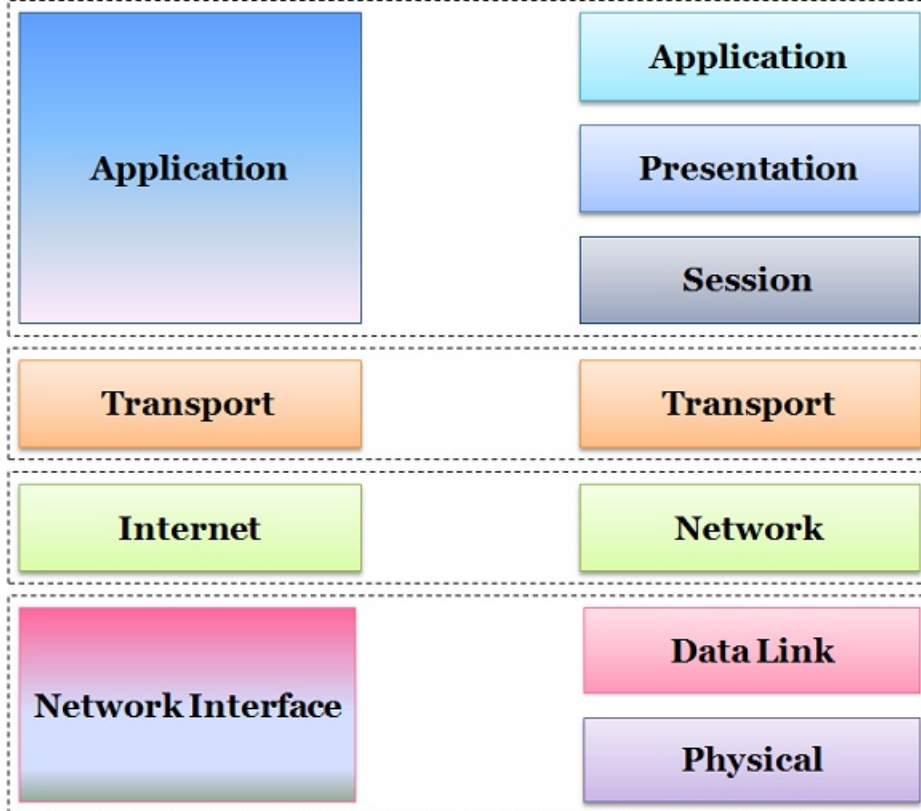 Application
Application
Presentation
Session
Transport
Transport
Internet
Network
Network Interface
Data Link
Physical